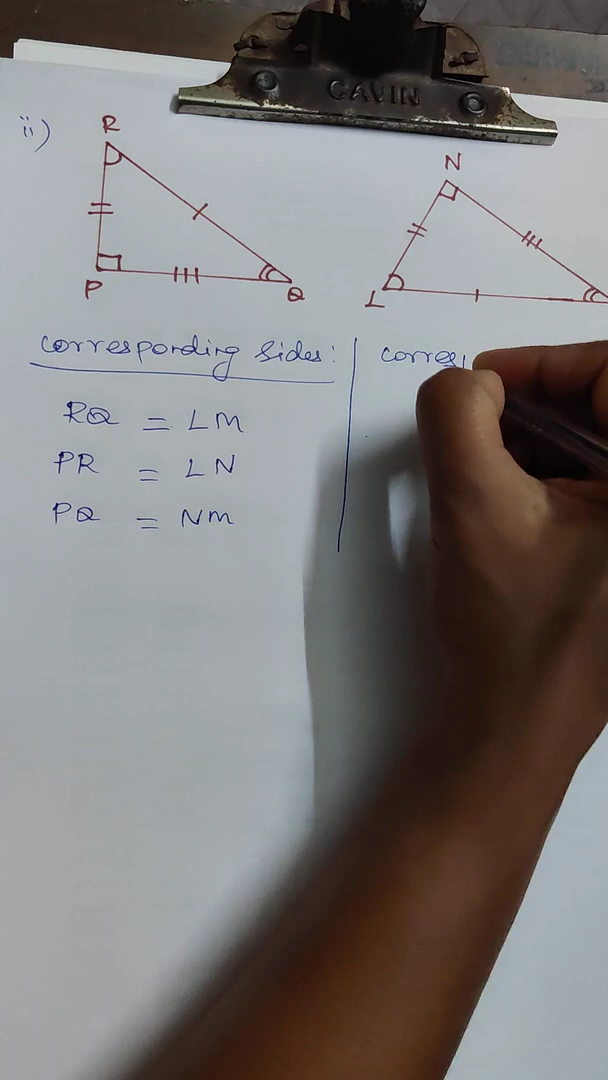 CAVIN
ii)
R
P
Q
N
L
corresponding sides:
RQ = LM
PR = LN
PQ = NM